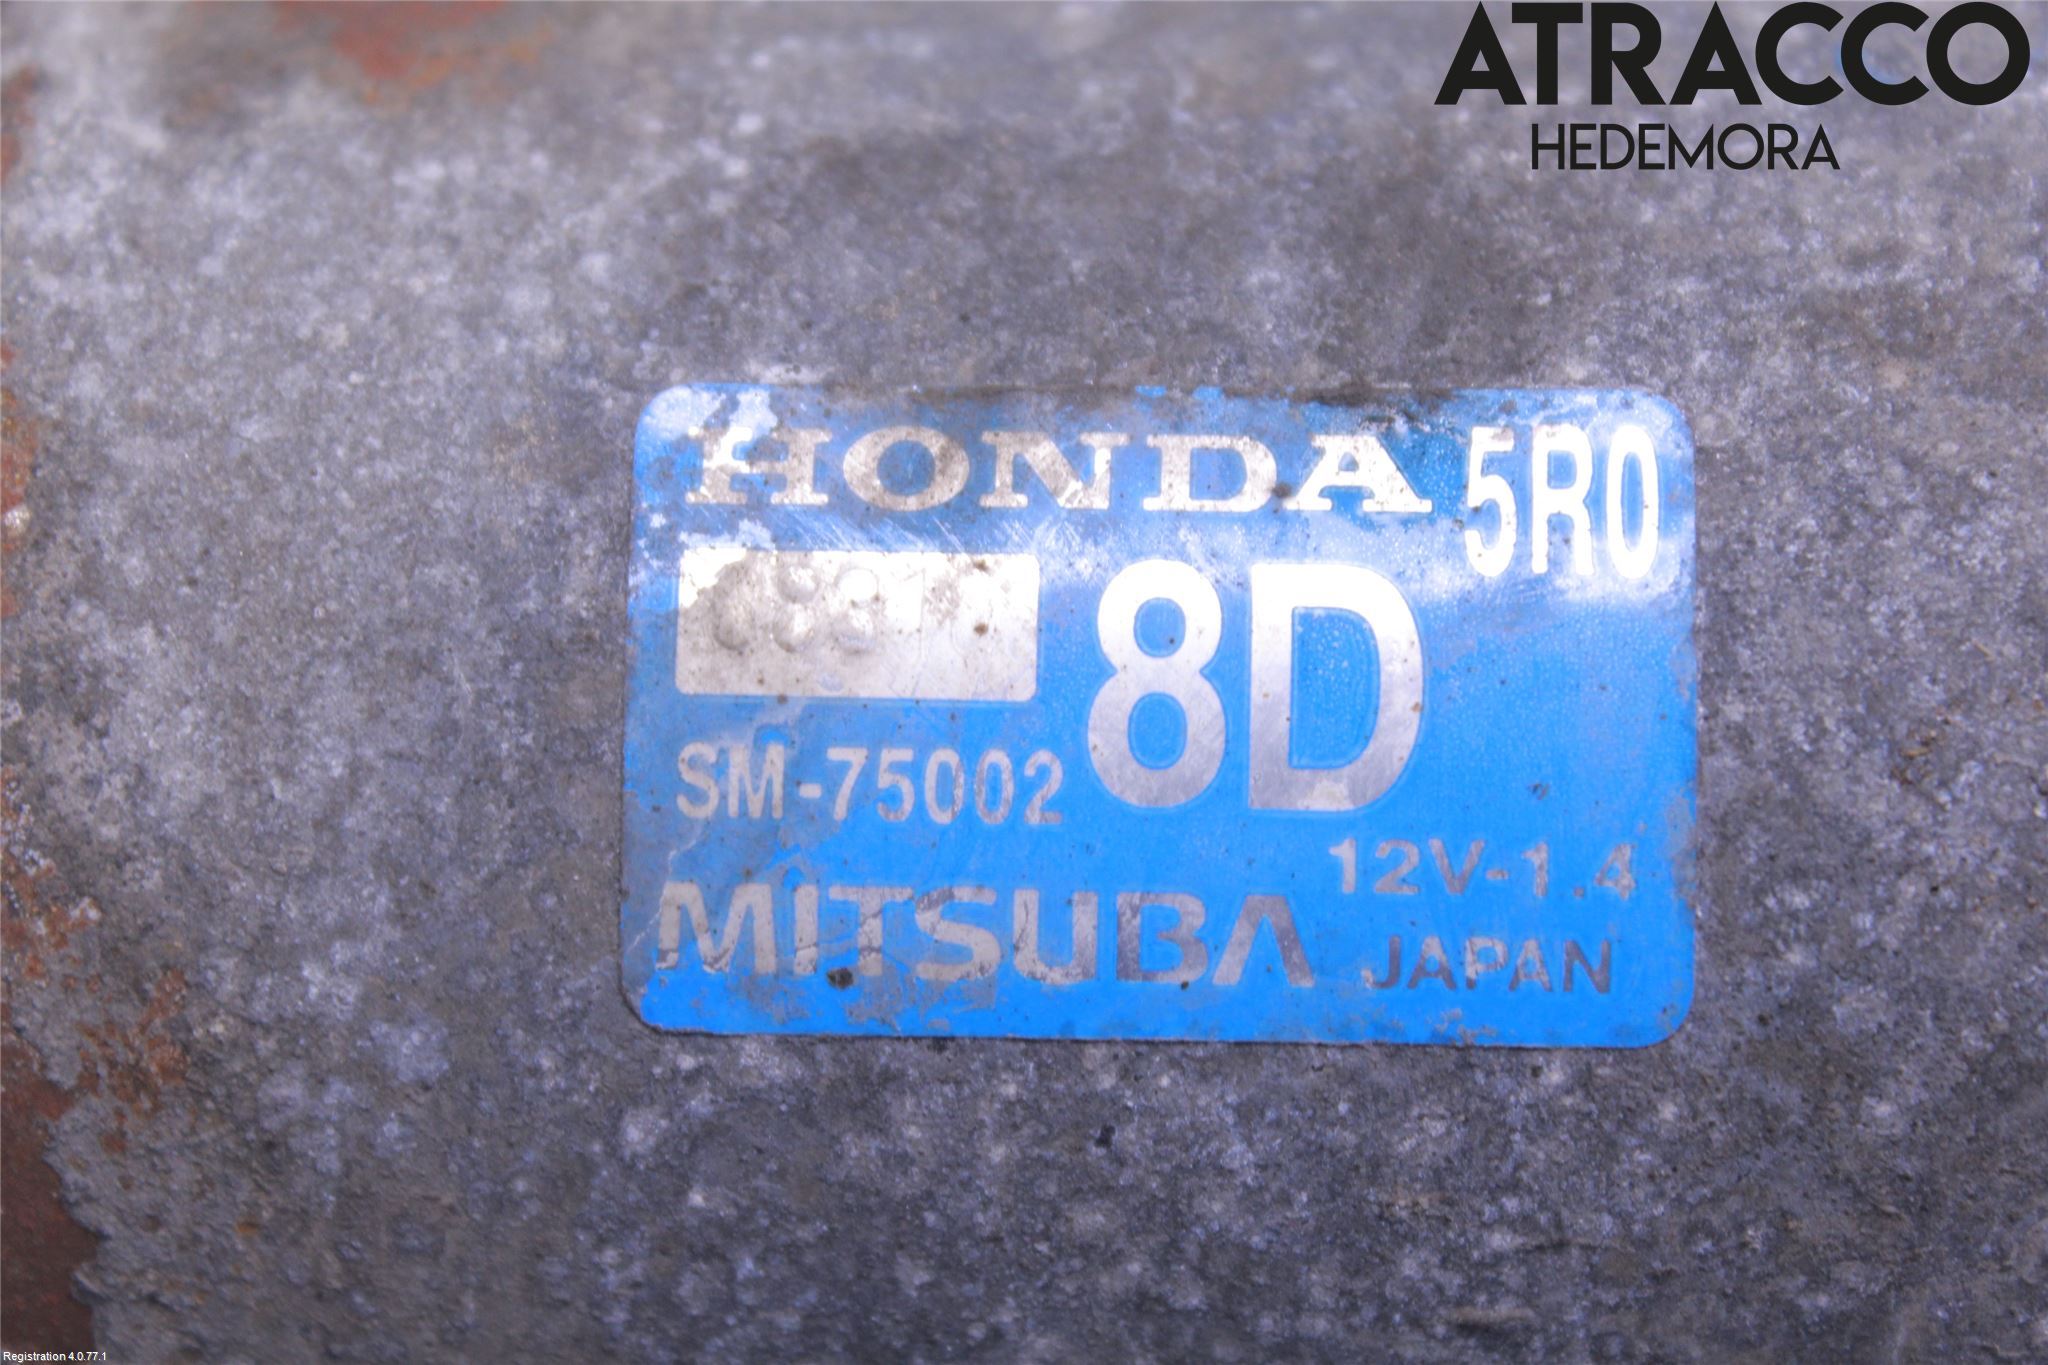 ATRACCO
HEDEMORA
HONDA 5R0
8D
SM-75002
12V-1.4
MITSUBA JAPAN
Registration 4.0.77.1